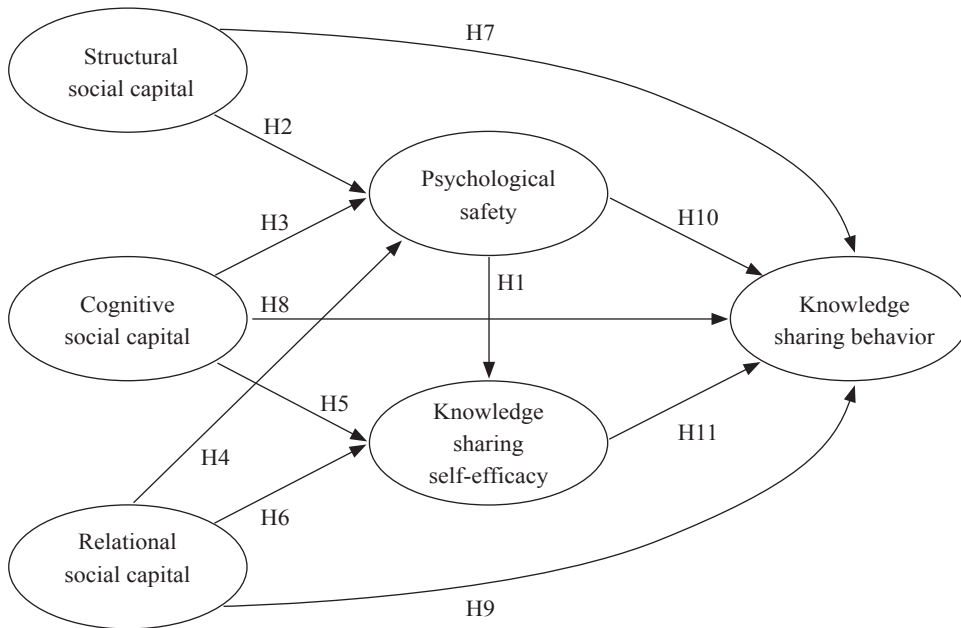 H7
Structural
social capital
H2
Psychological
safety
H3
H10
H1
Cognitive
social capital
H8
Knowledge
sharing behavior
H5
Knowledge
sharing
self-efficacy
H4
H11
H6
Relational
social capital
H9